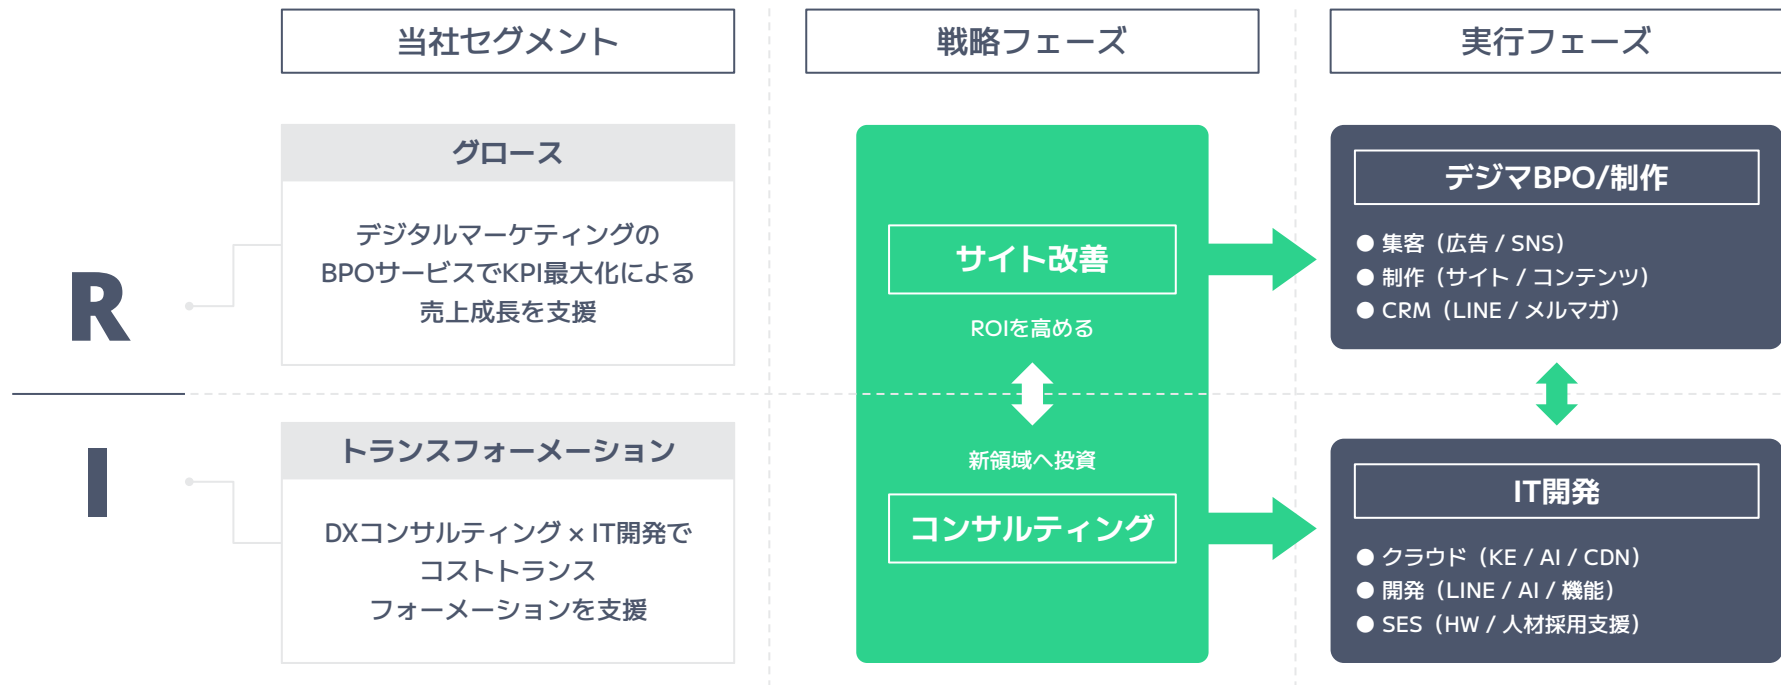 当社セグメント
戦略フェーズ
実行フェーズ
R
グロース
デジタルマーケティングの
BPOサービスでKPI最大化による
売上成長を支援
サイト改善
ROIを高める
デジマBPO/制作
● 集客（広告 / SNS）
● 制作（サイト / コンテンツ）
● CRM（LINE / メルマガ）
I
トランスフォーメーション
DXコンサルティング × IT開発で
コストトランス
フォーメーションを支援
新領域へ投資
コンサルティング
IT開発
● クラウド（KE / AI / CDN）
● 開発（LINE / AI / 機能）
● SES（HW / 人材採用支援）